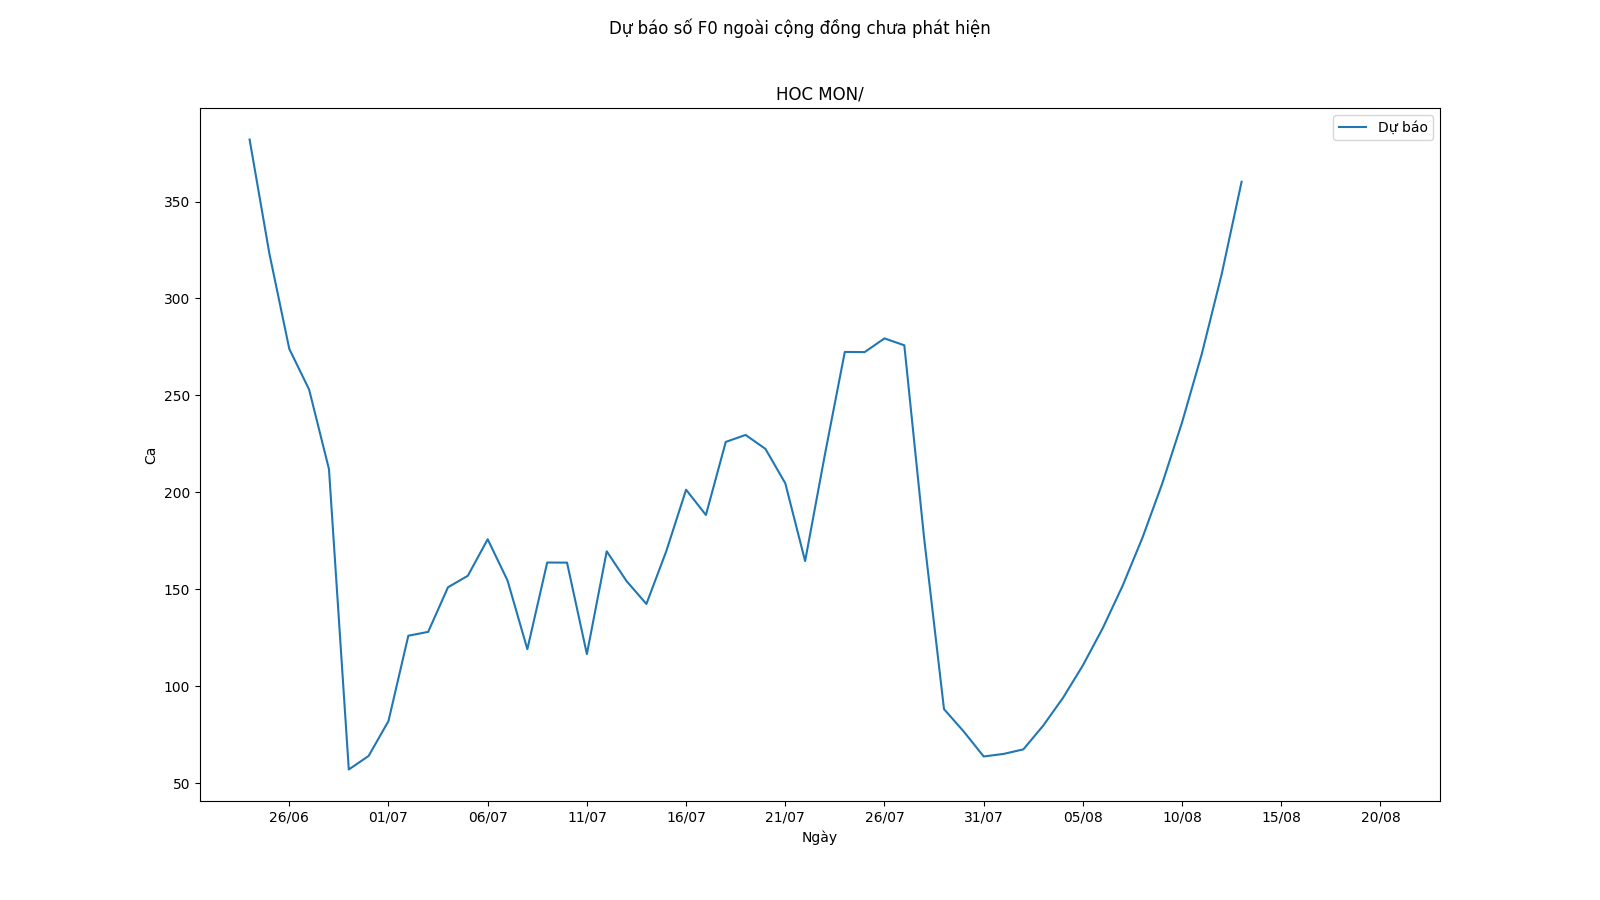 Dự báo số F0 ngoài cộng đồng chưa phát hiện
HOC MON/
Dự báo
350
300
250
200
150
100
50
Ca
26/06 01/07 06/07 11/07 16/07 21/07 26/07 31/07 05/08 10/08 15/08 20/08
Ngày